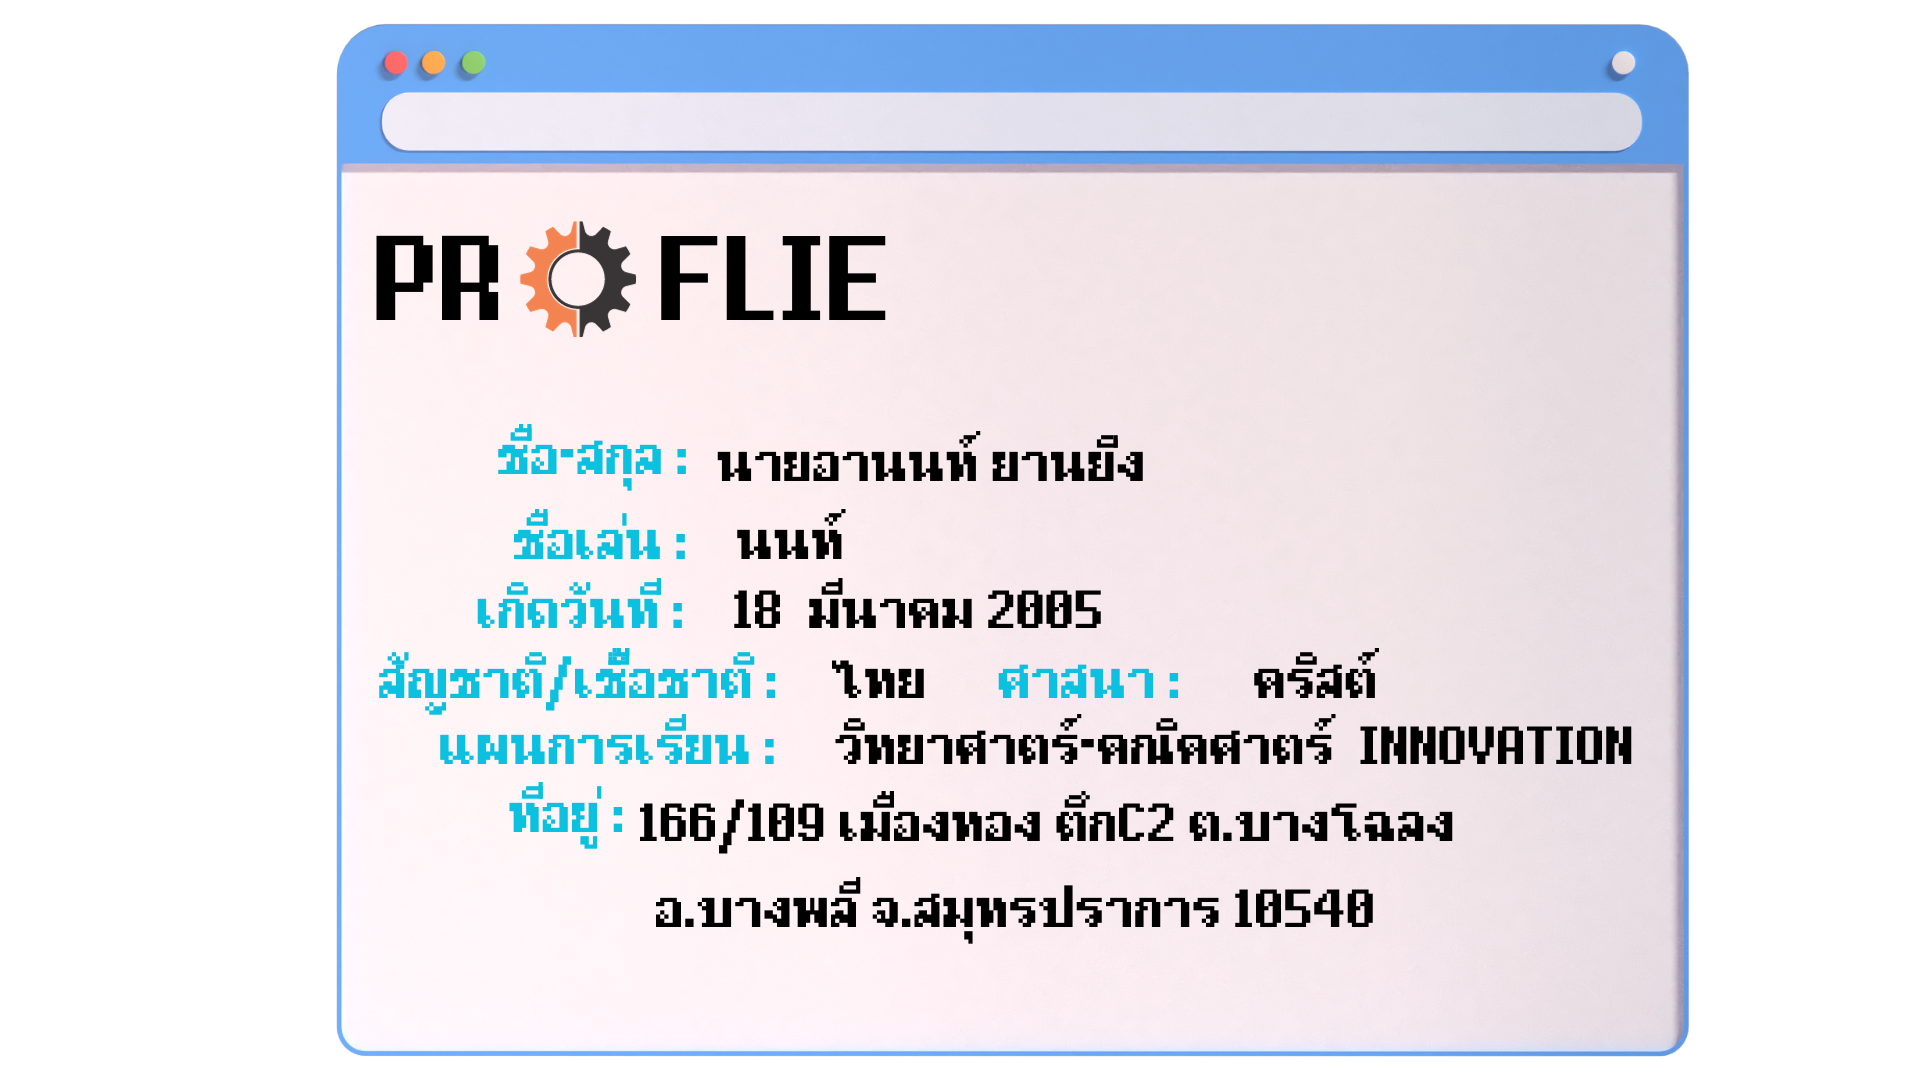 PROFLIE
ชื่อ-สกุล : นายอานนท์ ยานยิ่ง
ชื่อเล่น : นนท์
เกิดวันที่ : 18 มีนาคม 2005
สัญชาติ/เชื้อชาติ : ไทย ศาสนา : คริสต์
แผนการเรียน : วิทยาศาตร์-คณิคศาตร์ INNOVATION
ที่อยู่ : 166/109 เมืองทอง ตึกC2 ต.บางโฉลง
อ.บางพลี จ.สมุทรปราการ 10540